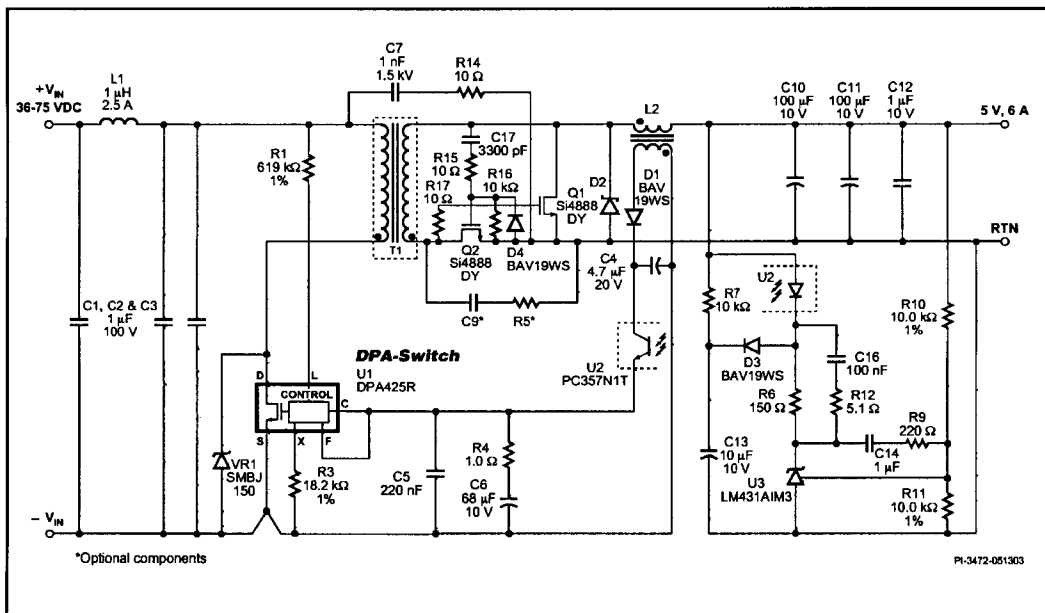 +VIN
36-75 VDC
L1
1 µH
2.5 A
C7
1 nF
1.5 kV
R14
10 Ω
R1
619 kΩ
1%
T1
C17
3300 pF
R15
10 Ω
R16
10 kΩ
R17
10 Ω
Q1
Si4888
DY
Q2
Si4888
DY
D4
BAV19WS
D2
L2
D1
BAV
19WS
C10
100 µF
10 V
C11
100 µF
10 V
C12
1 µF
10 V
5 V, 6 A
RTN
C4
4.7 µF
20 V
C9*
R5*
U2
PC357N1T
U2
R7
10 kΩ
D3
BAV19WS
C16
100 nF
R12
5.1 Ω
R6
150 Ω
R10
10.0 kΩ
1%
R9
220 Ω
C14
1 µF
C13
10 µF
10 V
U3
LM431AIM3
R11
10.0 kΩ
1%
C1, C2 & C3
1 µF
100 V
DPA-Switch
U1
DPA425R
D
L
CONTROL
C
S
X
F
VR1
SMBJ
150
R3
18.2 kΩ
1%
C5
220 nF
R4
1.0 Ω
C6
68 µF
10 V
– VIN
*Optional components
PI-3472-051303